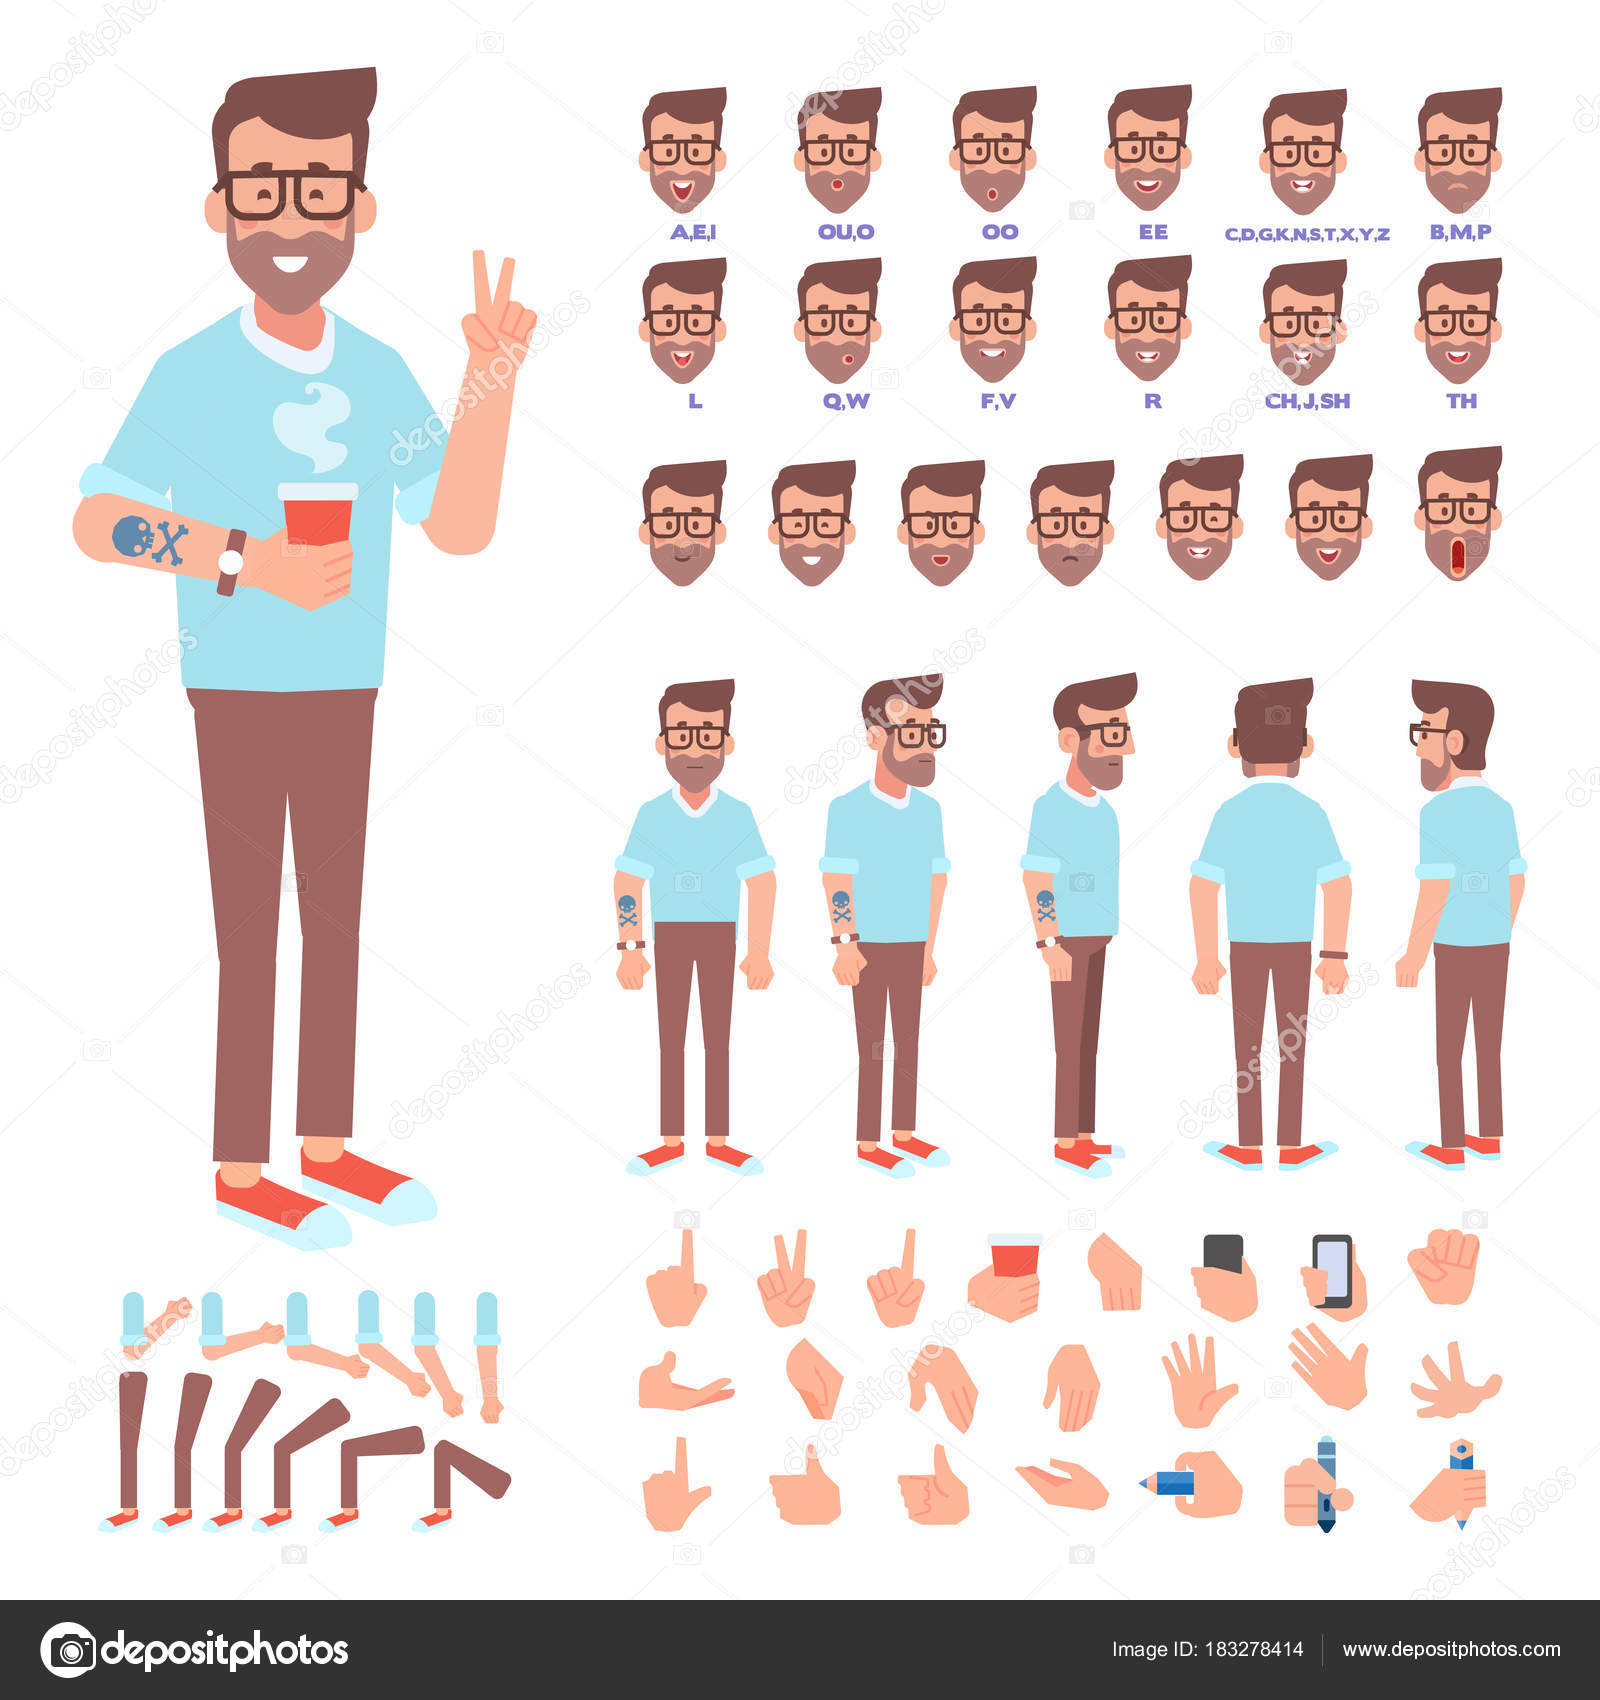 A,E,I
OU,O
OO
EE
C,D,G,K,N,S,T,X,Y,Z
B,M,P
L
Q,W
F,V
R
CH,J,SH
TH
depositphotos
Image ID: 183278414
www.depositphotos.com